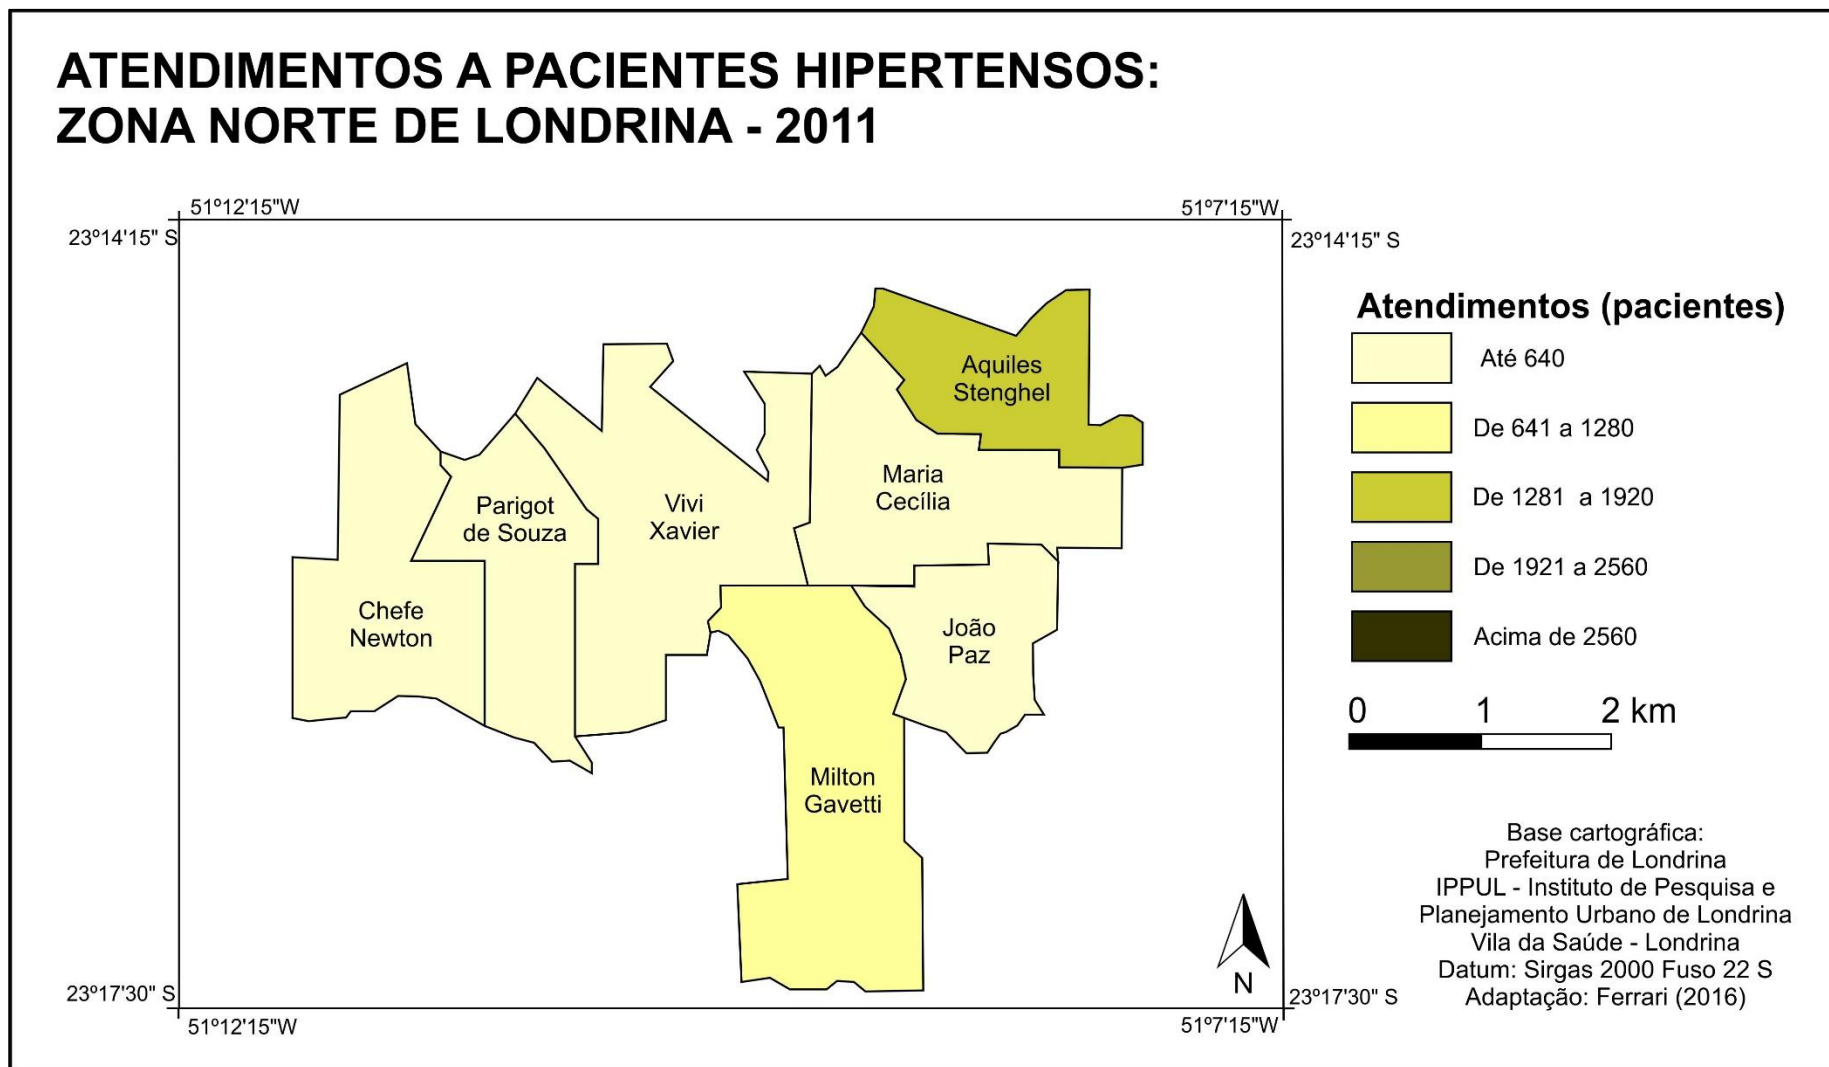 ATENDIMENTOS A PACIENTES HIPERTENSOS:
ZONA NORTE DE LONDRINA - 2011
51º12'15"W
51º7'15"W
23º14'15" S
23º14'15" S
Aquiles
Stenghel
Maria
Cecília
Parigot
de Souza
Vivi
Xavier
Chefe
Newton
João
Paz
Milton
Gavetti
Atendimentos (pacientes)
Até 640
De 641 a 1280
De 1281  a 1920
De 1921 a 2560
Acima de 2560
0 1 2 km
Base cartográfica:
Prefeitura de Londrina
IPPUL - Instituto de Pesquisa e
Planejamento Urbano de Londrina
Vila da Saúde - Londrina
Datum: Sirgas 2000 Fuso 22 S
Adaptação: Ferrari (2016)
N
23º17'30" S
23º17'30" S
51º12'15"W
51º7'15"W